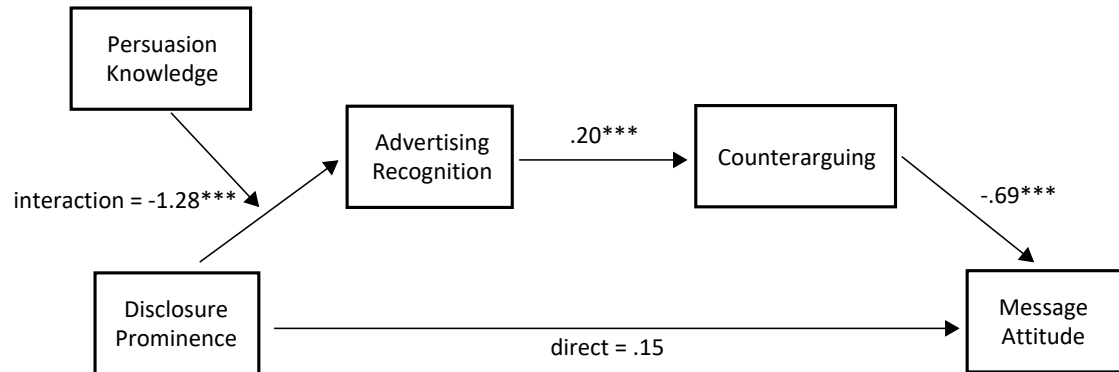 Persuasion
Knowledge
Advertising
Recognition
.20***
Counterarguing
interaction = -1.28***
-.69***
Disclosure
Prominence
direct = .15
Message
Attitude